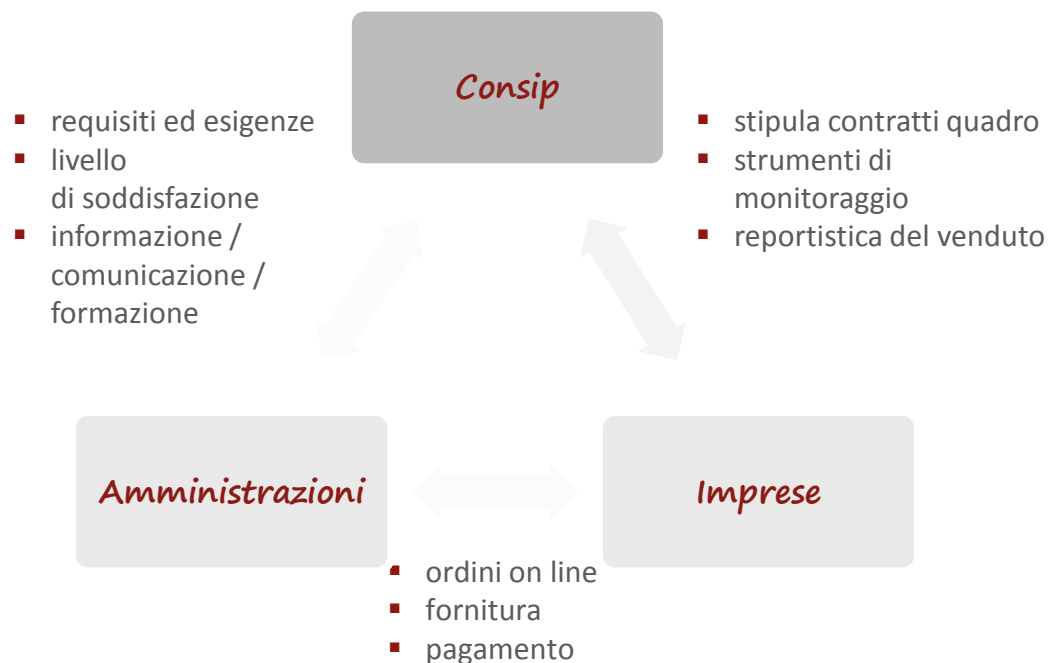 Consip
▪ requisiti ed esigenze
▪ livello
di soddisfazione
▪ informazione /
comunicazione /
formazione
▪ stipula contratti quadro
▪ strumenti di
monitoraggio
▪ reportistica del venduto
Amministrazioni
Imprese
▪ ordini on line
▪ fornitura
▪ pagamento